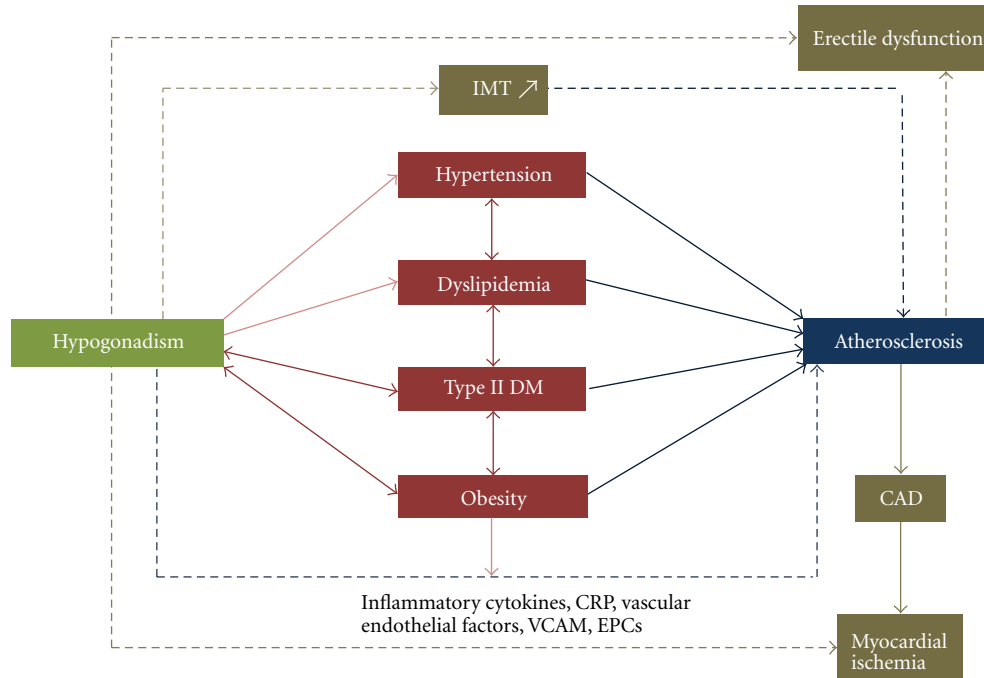 Erectile dysfunction
IMT ↗
Hypertension
Dyslipidemia
Hypogonadism
Atherosclerosis
Type II DM
Obesity
CAD
Inflammatory cytokines, CRP, vascular
endothelial factors, VCAM, EPCs
Myocardial
ischemia